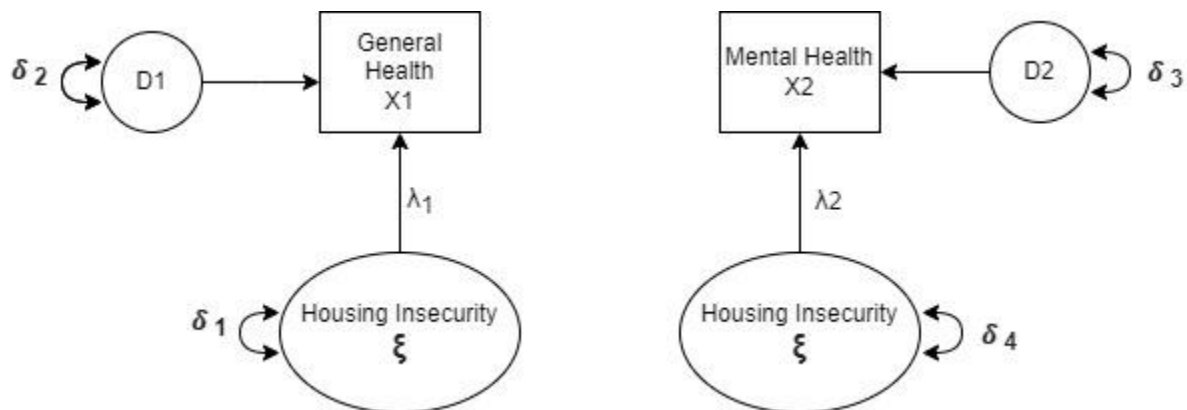 δ 2
D1
General
Health
X1
Mental Health
X2
D2
δ 3
λ1
λ2
δ 1
Housing Insecurity
ξ
Housing Insecurity
ξ
δ 4